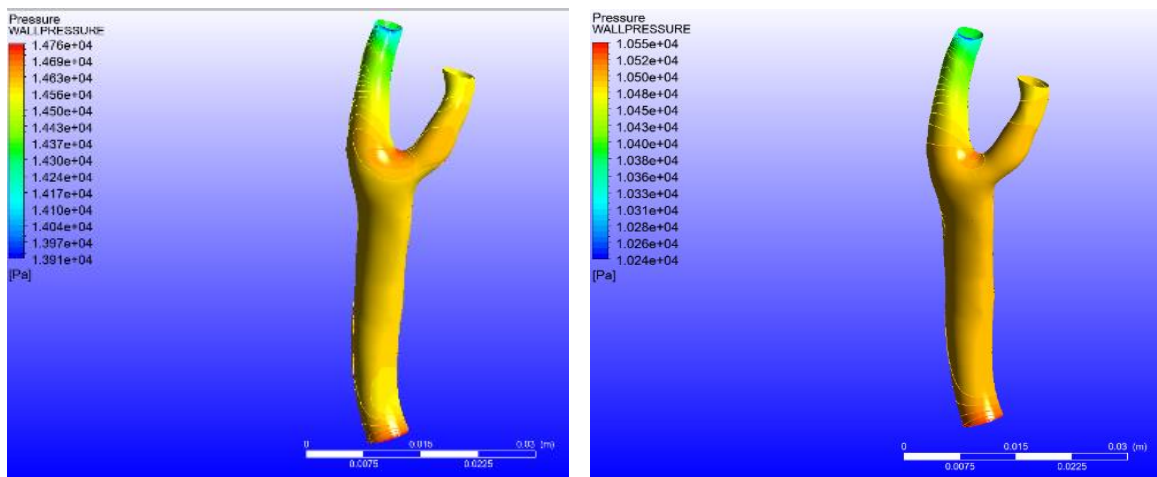 Pressure
WALLPRESSURE
1.476e+04
1.469e+04
1.463e+04
1.456e+04
1.450e+04
1.443e+04
1.437e+04
1.430e+04
1.424e+04
1.417e+04
1.410e+04
1.404e+04
1.397e+04
1.391e+04
[Pa]
0 0.015 0.03 (m)
0.0075 0.0225
Pressure
WALLPRESSURE
1.055e+04
1.052e+04
1.050e+04
1.048e+04
1.045e+04
1.043e+04
1.040e+04
1.038e+04
1.036e+04
1.033e+04
1.031e+04
1.028e+04
1.026e+04
1.024e+04
[Pa]
0 0.015 0.03 (m)
0.0075 0.0225